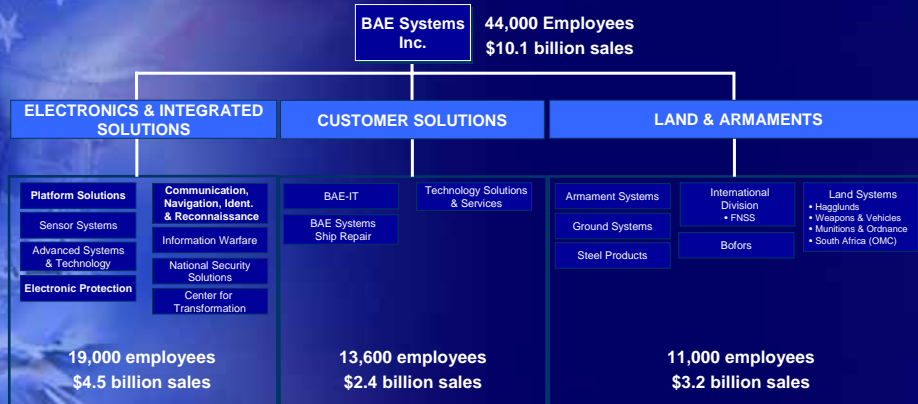 BAE Systems
Inc.
44,000 Employees
$10.1 billion sales
ELECTRONICS & INTEGRATED
SOLUTIONS
CUSTOMER SOLUTIONS
LAND & ARMAMENTS
Platform Solutions
Sensor Systems
Advanced Systems
& Technology
Electronic Protection
Communication,
Navigation, Ident.
& Reconnaissance
Information Warfare
National Security
Solutions
Center for
Transformation
19,000 employees
$4.5 billion sales
BAE-IT
BAE Systems
Ship Repair
Technology Solutions
& Services
13,600 employees
$2.4 billion sales
Armament Systems
Ground Systems
Steel Products
International
Division
• FNSS
Bofors
Land Systems
• Hagglunds
• Weapons & Vehicles
• Munitions & Ordnance
• South Africa (OMC)
11,000 employees
$3.2 billion sales